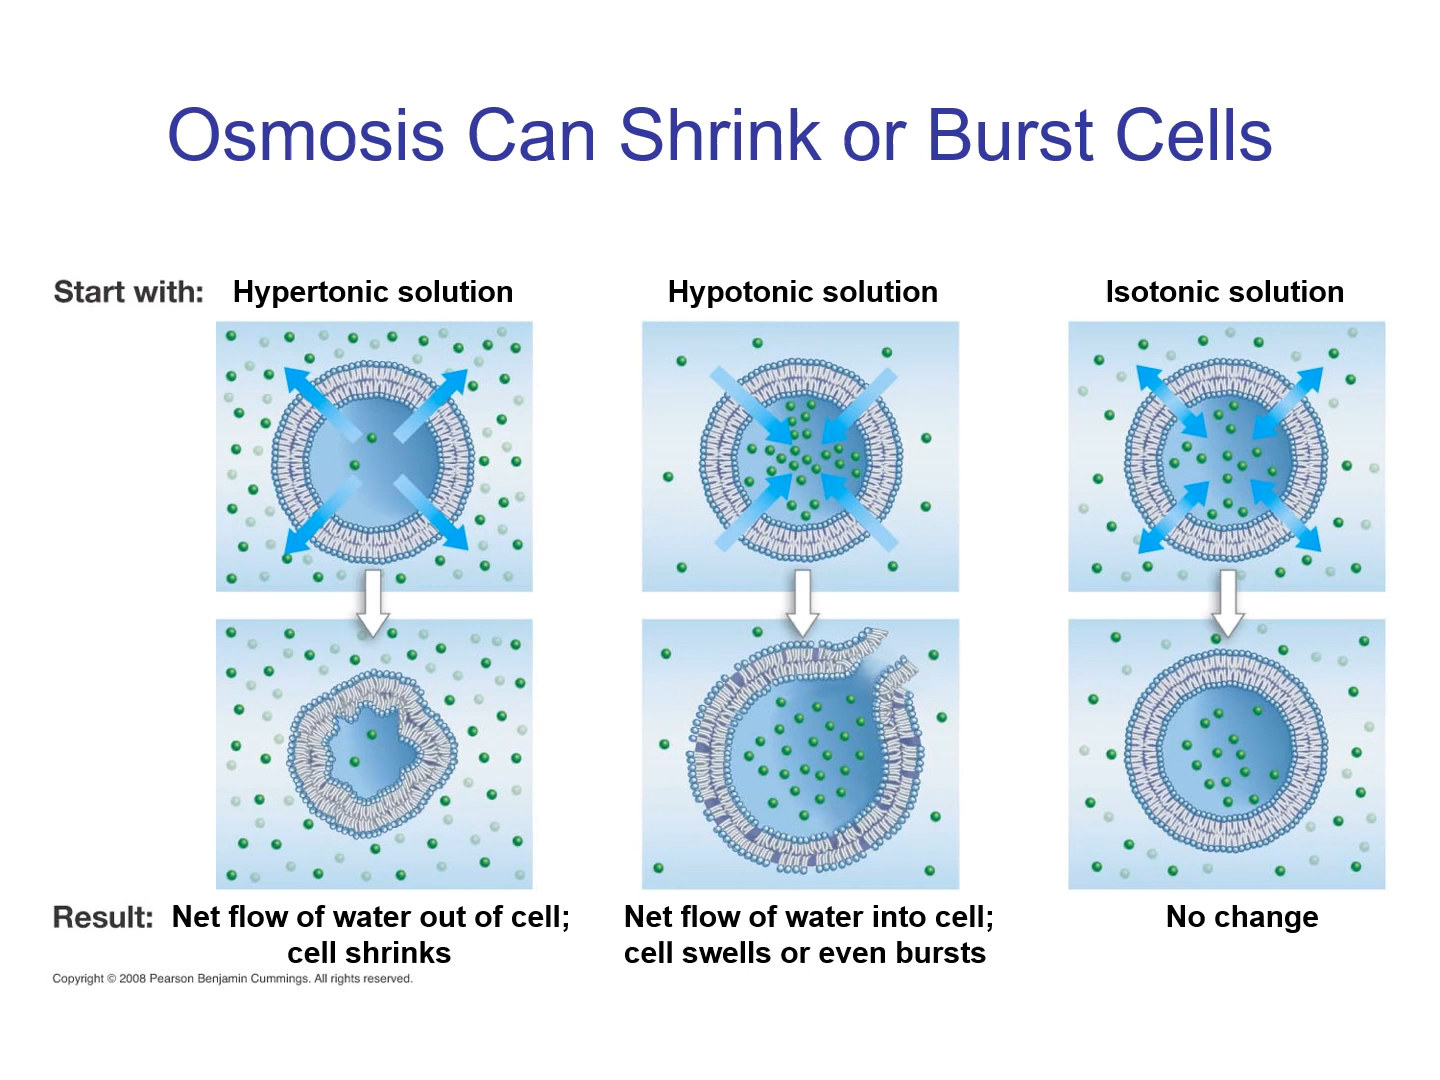 Osmosis Can Shrink or Burst Cells
Start with: Hypertonic solution
Hypotonic solution
Isotonic solution
Result: Net flow of water out of cell;
cell shrinks
Net flow of water into cell;
cell swells or even bursts
No change
Copyright © 2008 Pearson Benjamin Cummings. All rights reserved.